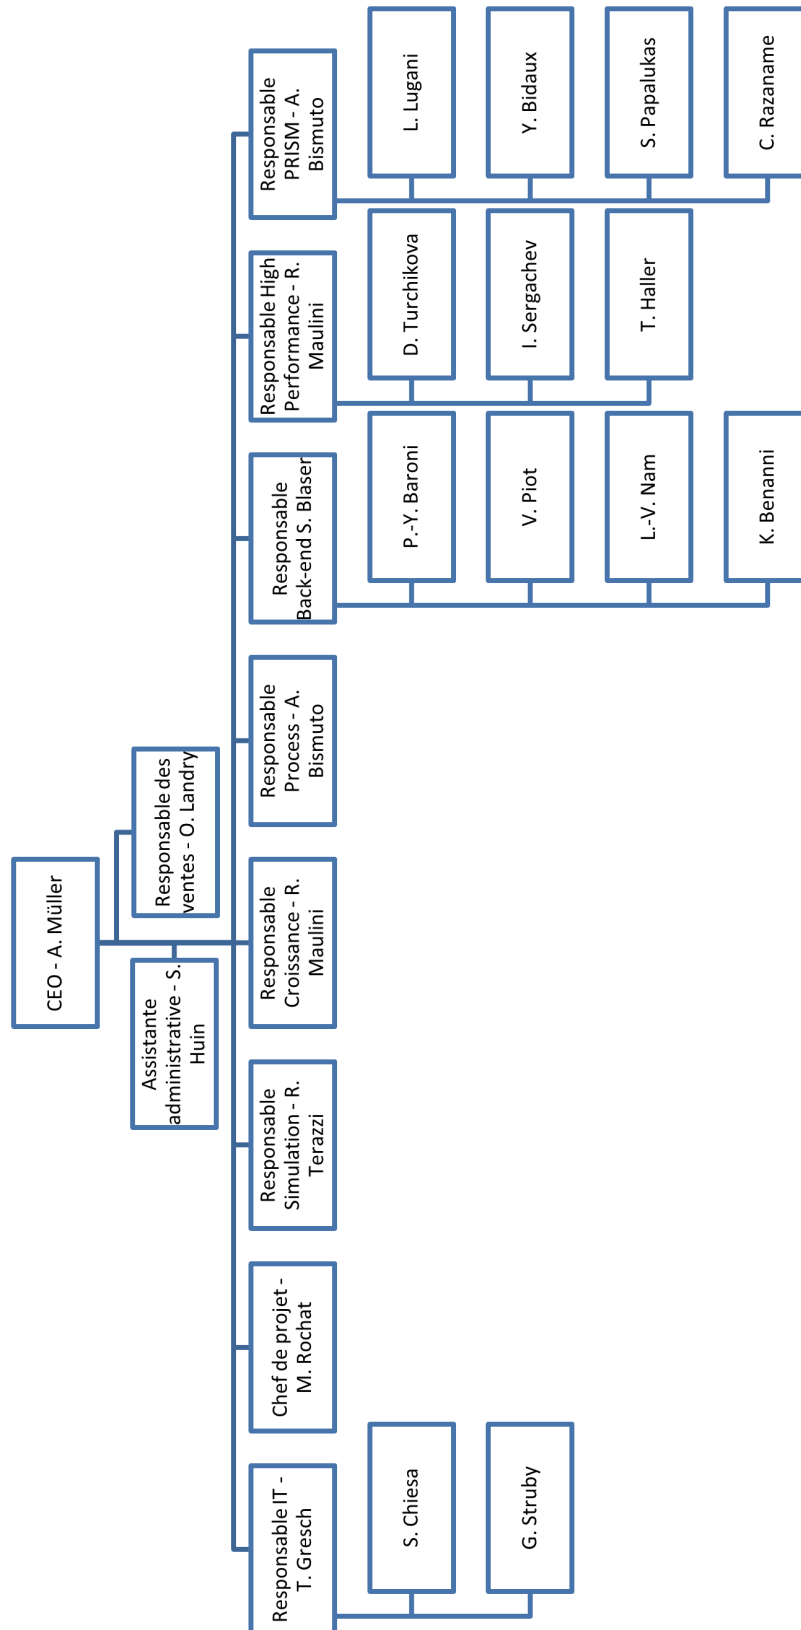 CEO - A. Müller
Assistante
administrative - S.
Huin
Responsable des
ventes - O. Landry
Responsable IT -
T. Gresch
S. Chiesa
G. Struby
Chef de projet -
M. Rochat
Responsable
Simulation - R.
Terazzi
Responsable
Croissance - R.
Maulini
Responsable
Process - A.
Bismuto
Responsable
Back-end S. Blaser
P.-Y. Baroni
V. Piot
L.-V. Nam
K. Benanni
Responsable High
Performance - R.
Maulini
D. Turchikova
I. Sergachev
T. Haller
Responsable
PRISM - A.
Bismuto
L. Lugani
Y. Bidaux
S. Papalukas
C. Razaname